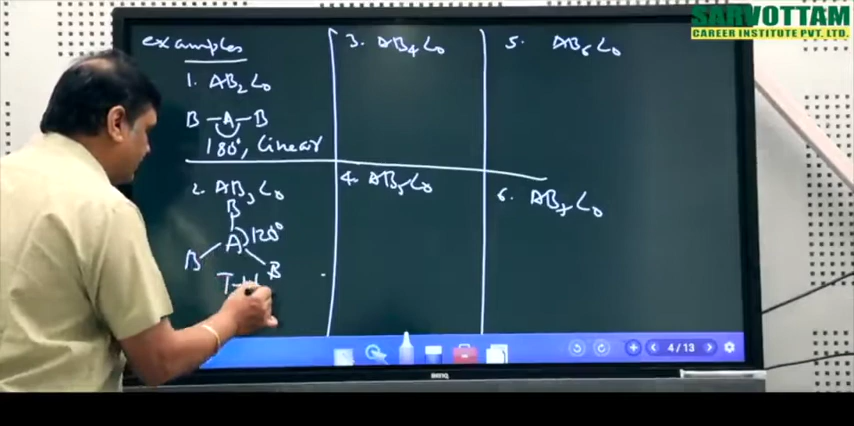 SARVOTTAM
CAREER INSTITUTE PVT. LTD.
examples
1. AB2L0
B - A - B
180°, linear
2. AB3L0
B
A 120°
B B
3. AB4L0
4. AB5L0
5. AB6L0
6. AB7L0
4/13
BenQ